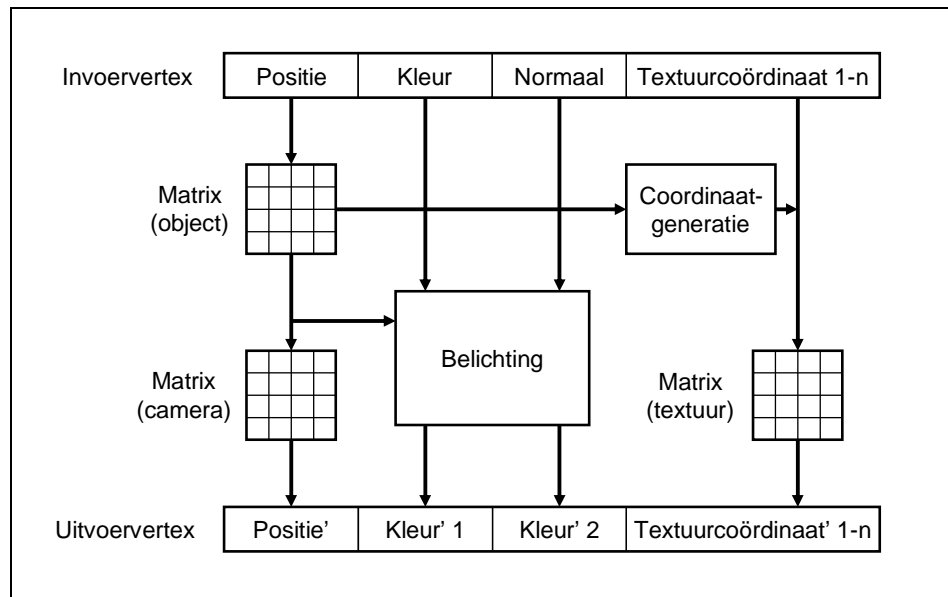 Invoervertex Positie Kleur Normaal Textuurcoördinaat 1-n
Matrix
(object)
Coordinaat-
generatie
Belichting
Matrix
(camera)
Matrix
(textuur)
Uitvoervertex Positie' Kleur' 1 Kleur' 2 Textuurcoördinaat' 1-n